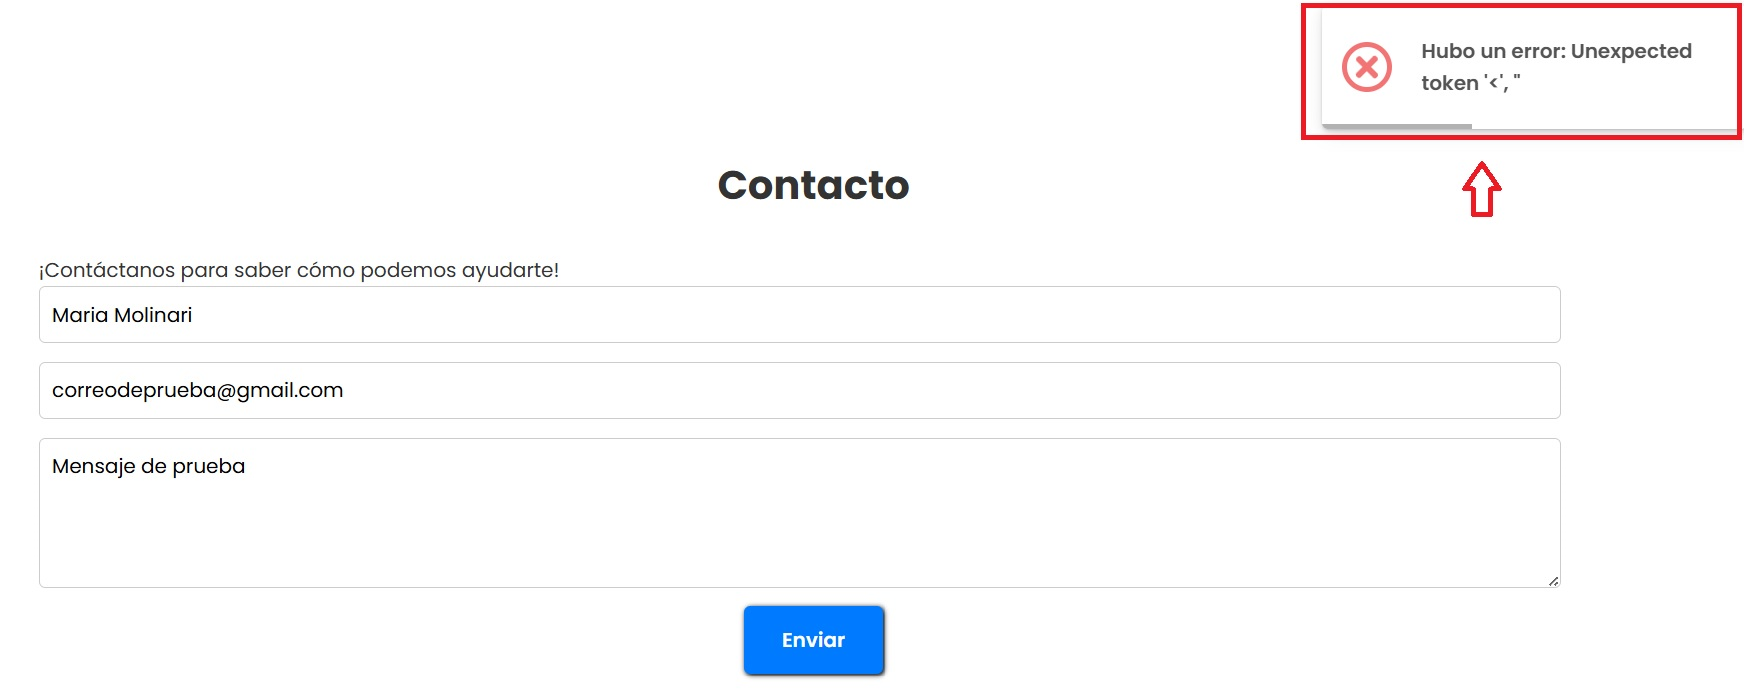 Hubo un error: Unexpected
token '<', "
Contacto
¡Contáctanos para saber cómo podemos ayudarte!
Maria Molinari
correodeprueba@gmail.com
Mensaje de prueba
Enviar